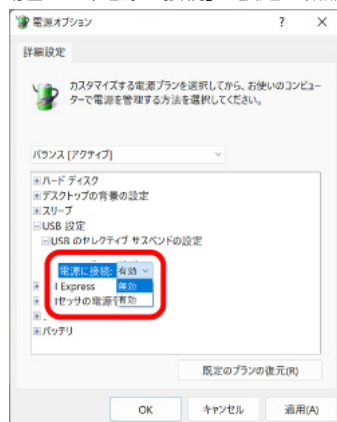 電源オプション
?
×
詳細設定
カスタマイズする電源プランを選択してから、お使いのコンピュー
ターで電源を管理する方法を選択してください。
バランス [アクティブ]
ハード ディスク
デスクトップの背景の設定
スリープ
USB 設定
USB のセレクティブ サスペンドの設定
電源に接続: 有効
I Express 無効
セッサの電源 有効
バッテリ
既定のプランの復元(R)
OK
キャンセル
適用(A)